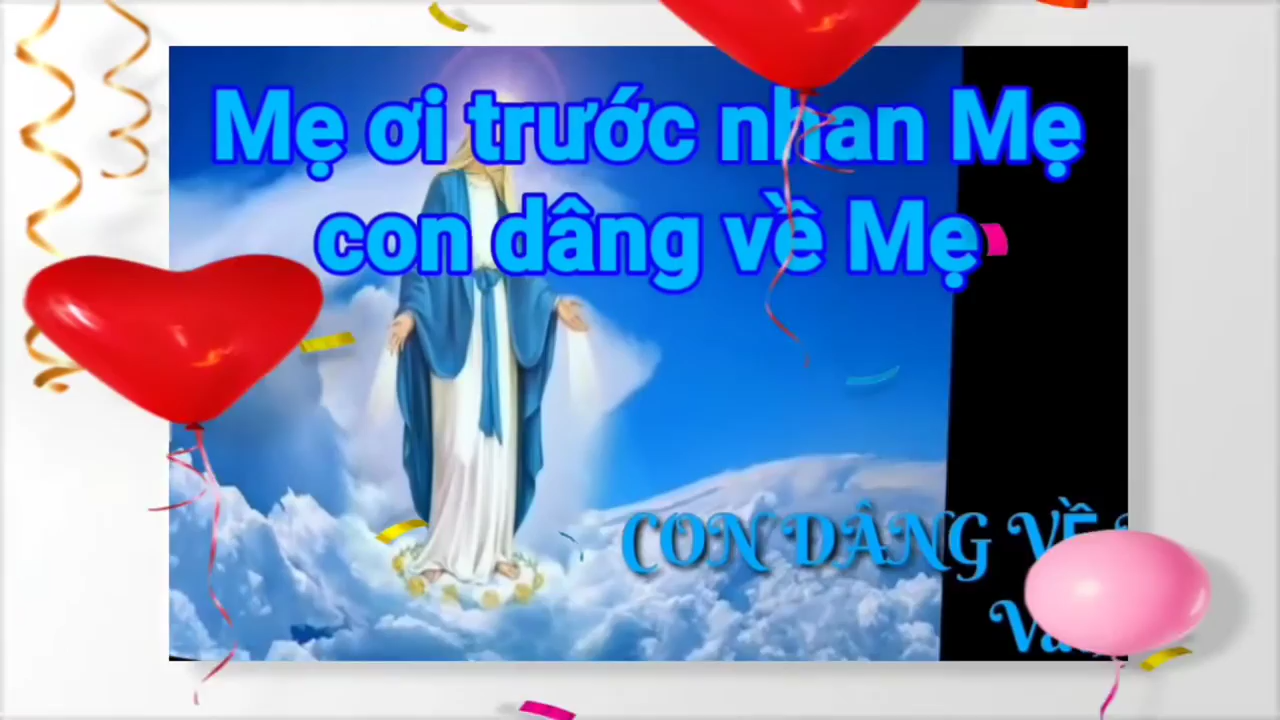 Mẹ ơi trước nhan Mẹ
con dâng về Mẹ
CON DÂNG VỀ